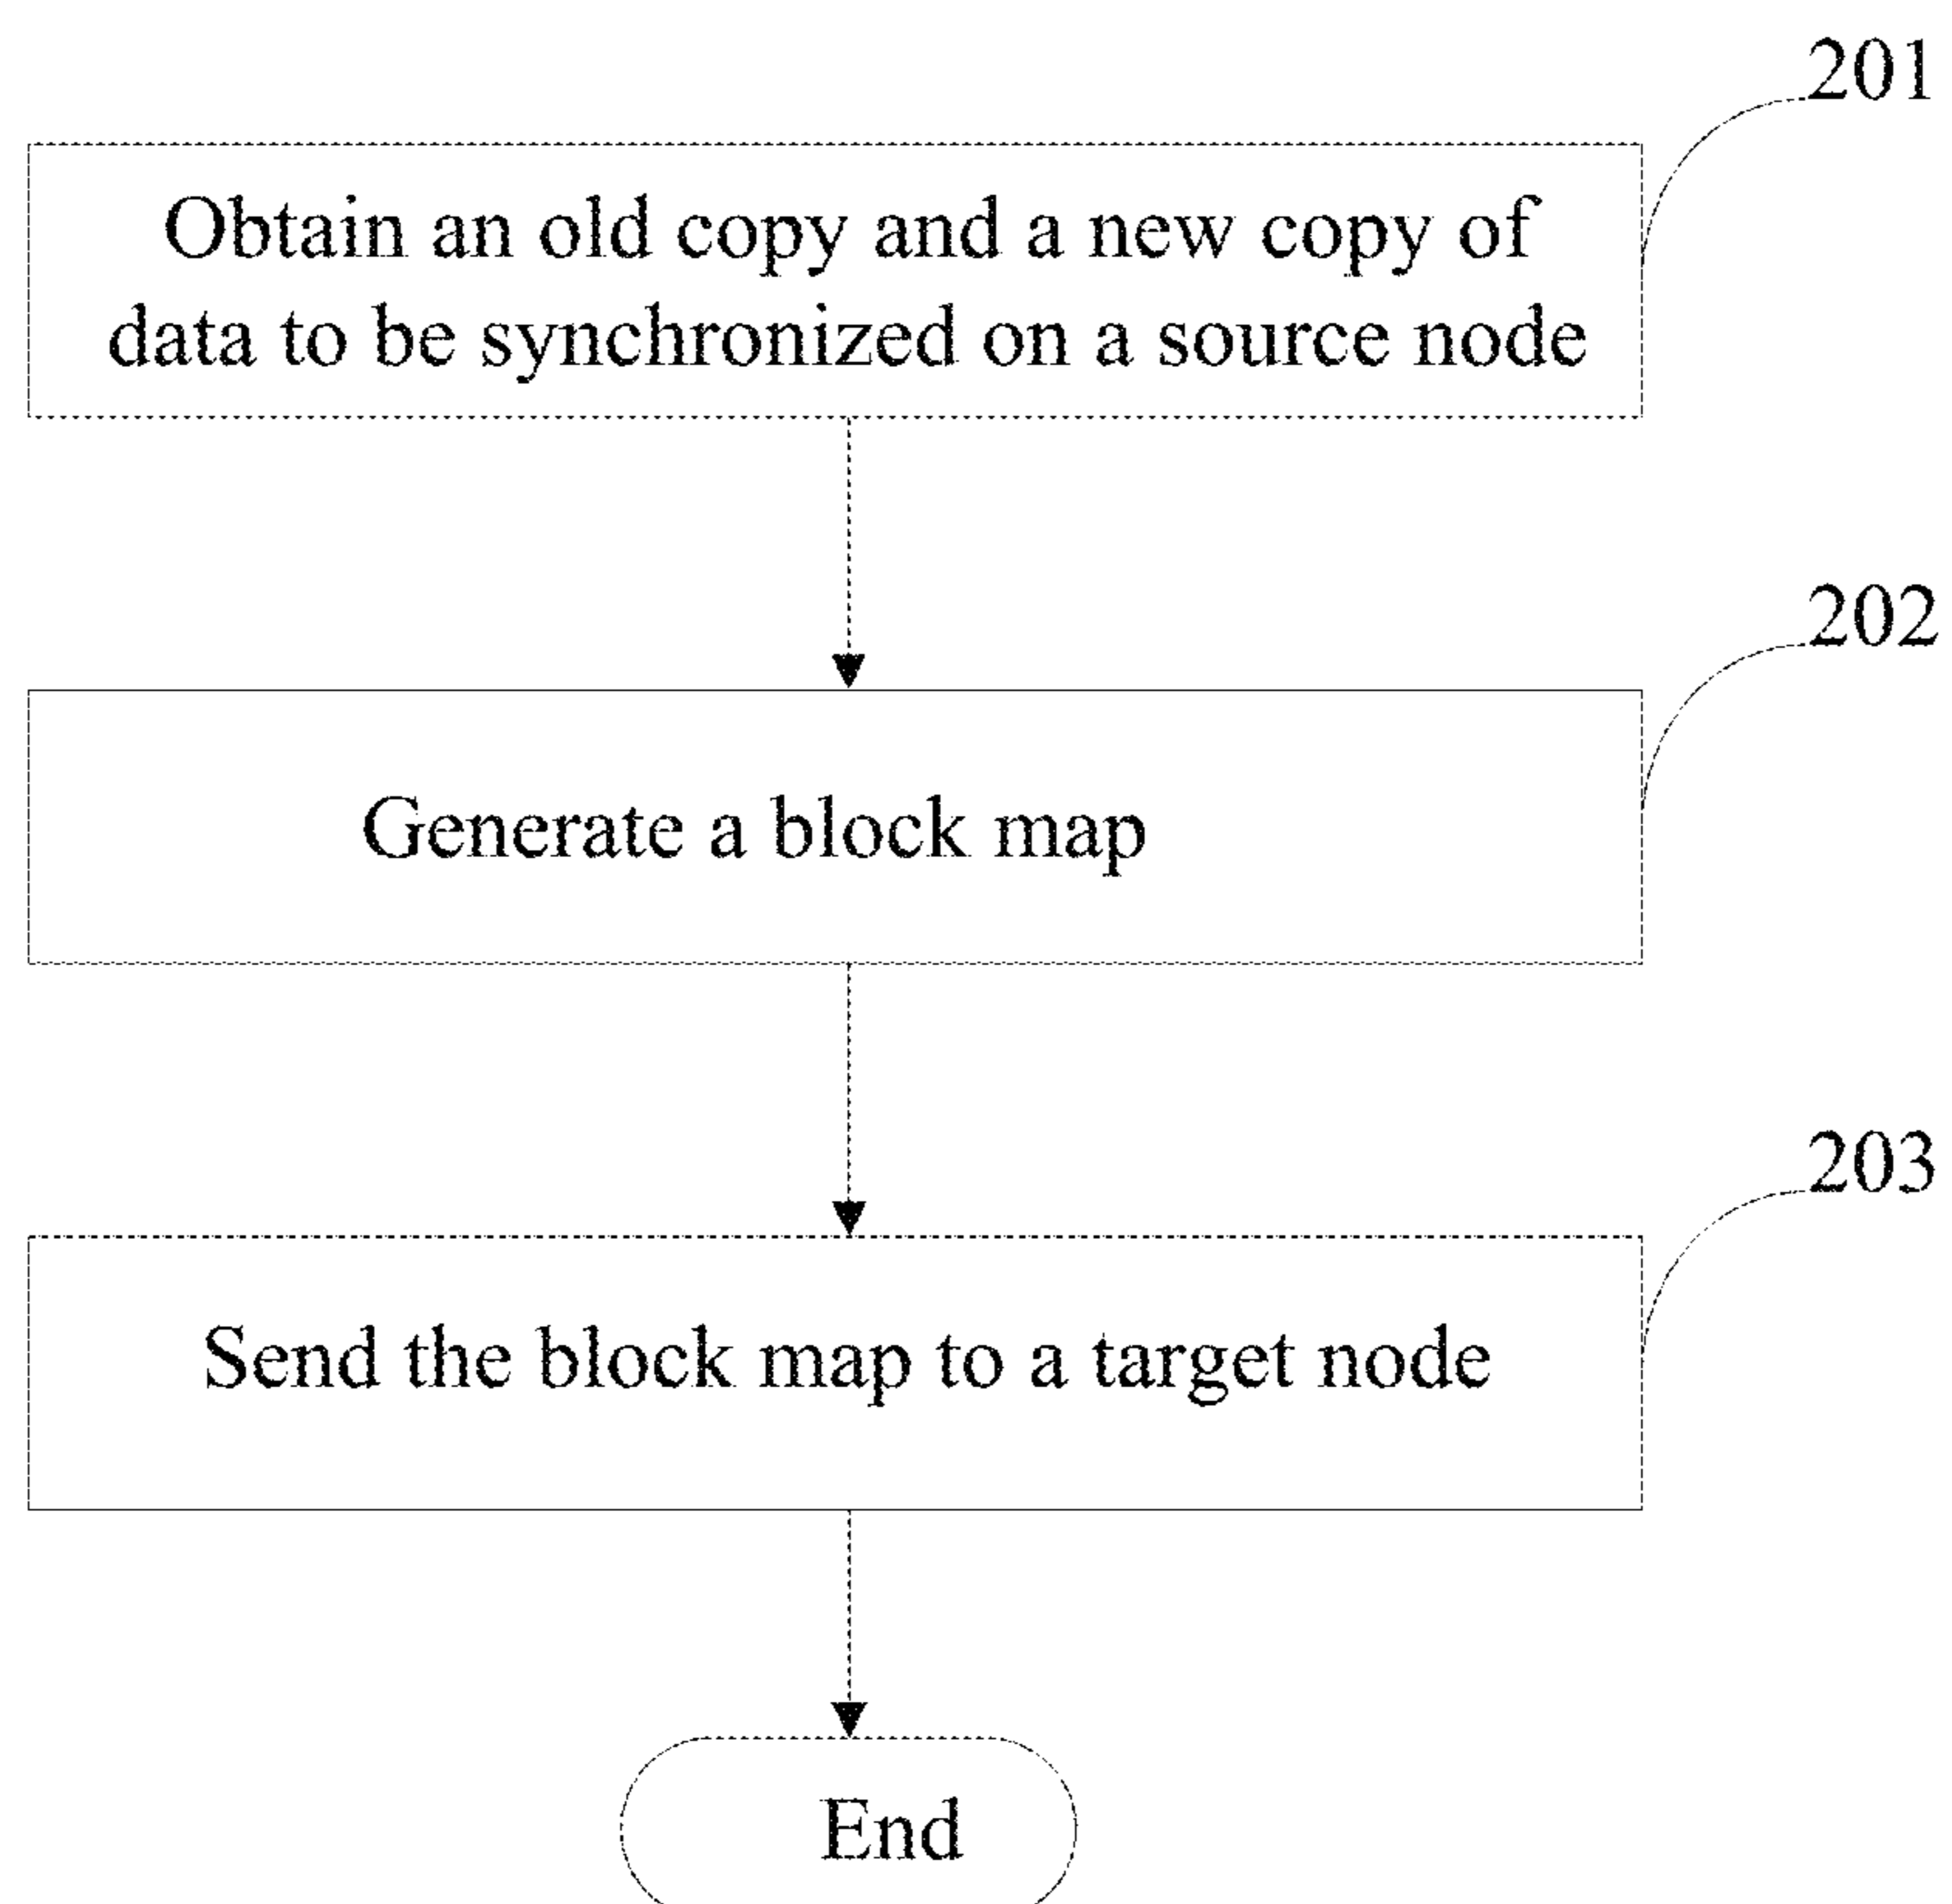 201
Obtain an old copy and a new copy of
data to be synchronized on a source node
202
Generate a block map
203
Send the block map to a target node
End